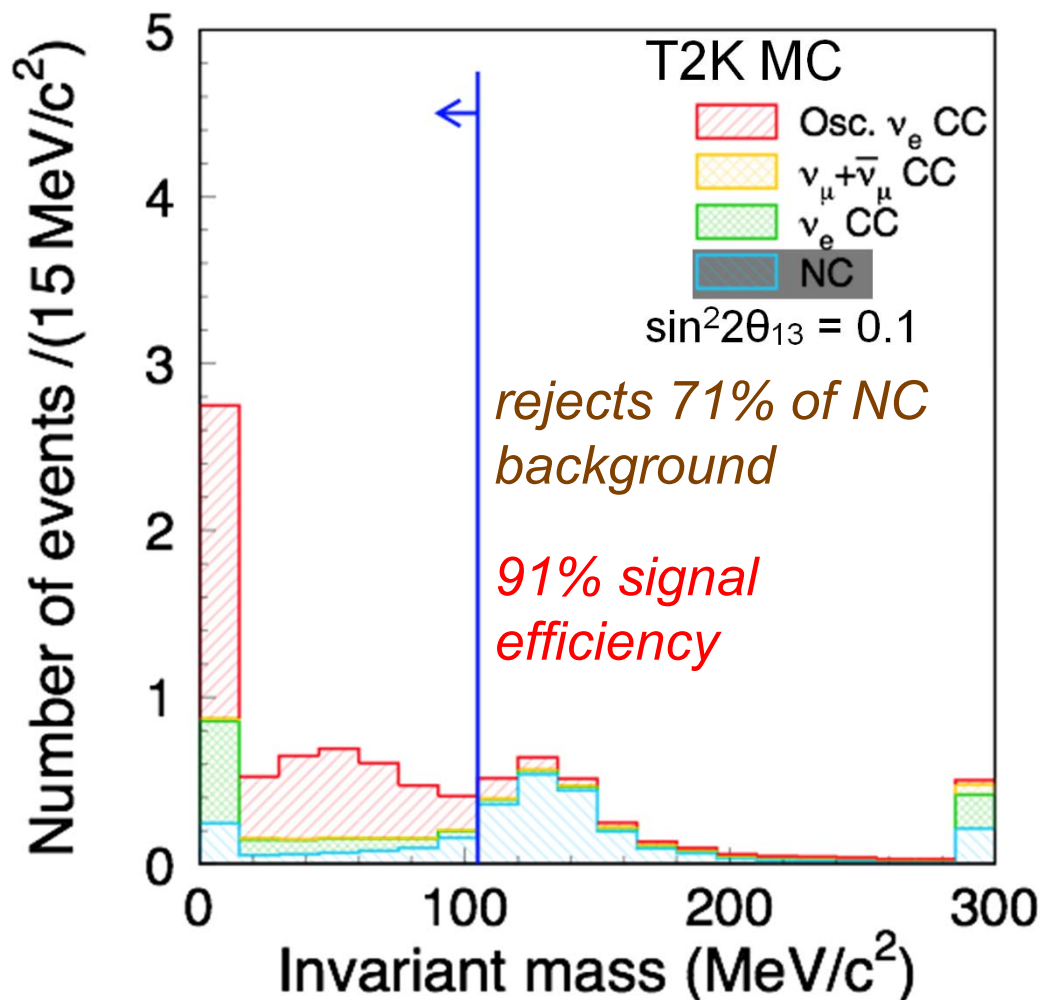 T2K MC
Osc. νₑ CC
ν_μ+ν̄_μ CC
νₑ CC
NC
sin²2θ₁₃ = 0.1
rejects 71% of NC
background
91% signal
efficiency
Number of events /(15 MeV/c²)
5
4
3
2
1
0
0 100 200 300
Invariant mass (MeV/c²)